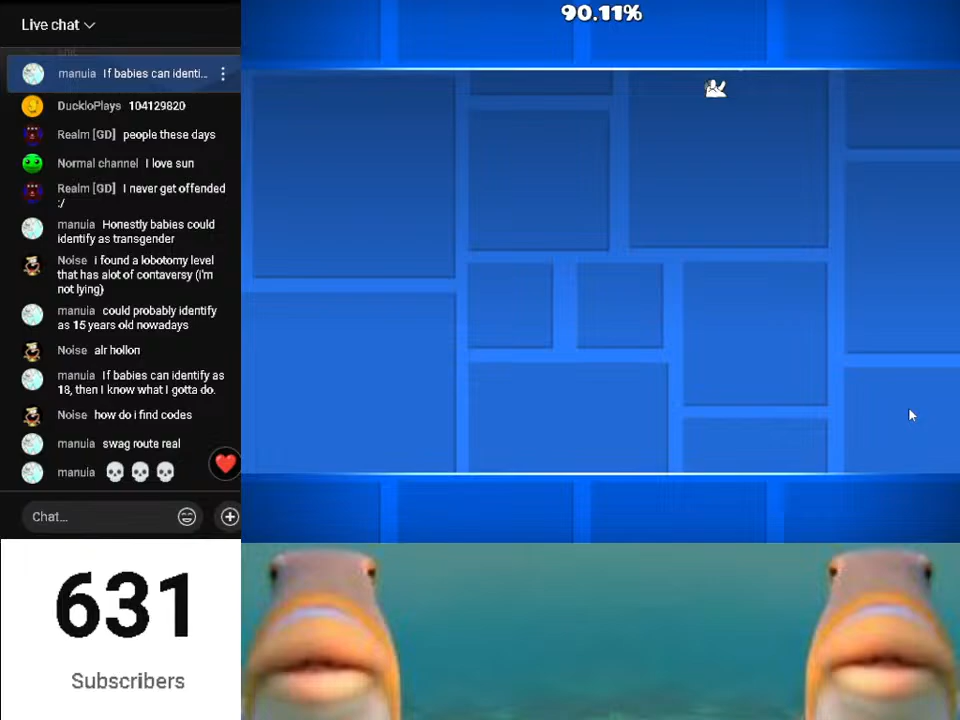 90.11%
Live chat
manuia If babies can identi...
DuckloPlays 104129820
Realm [GD] people these days
Normal channel I love sun
Realm [GD] I never get offended
:/
manuia Honestly babies could
identify as transgender
Noise i found a lobotomy level
that has alot of contaversy (i'm
not lying)
manuia could probably identify
as 15 years old nowadays
Noise alr hollon
manuia If babies can identify as
18, then I know what I gotta do.
Noise how do i find codes
manuia swag route real
manuia 💀 💀 💀
Chat...
631
Subscribers